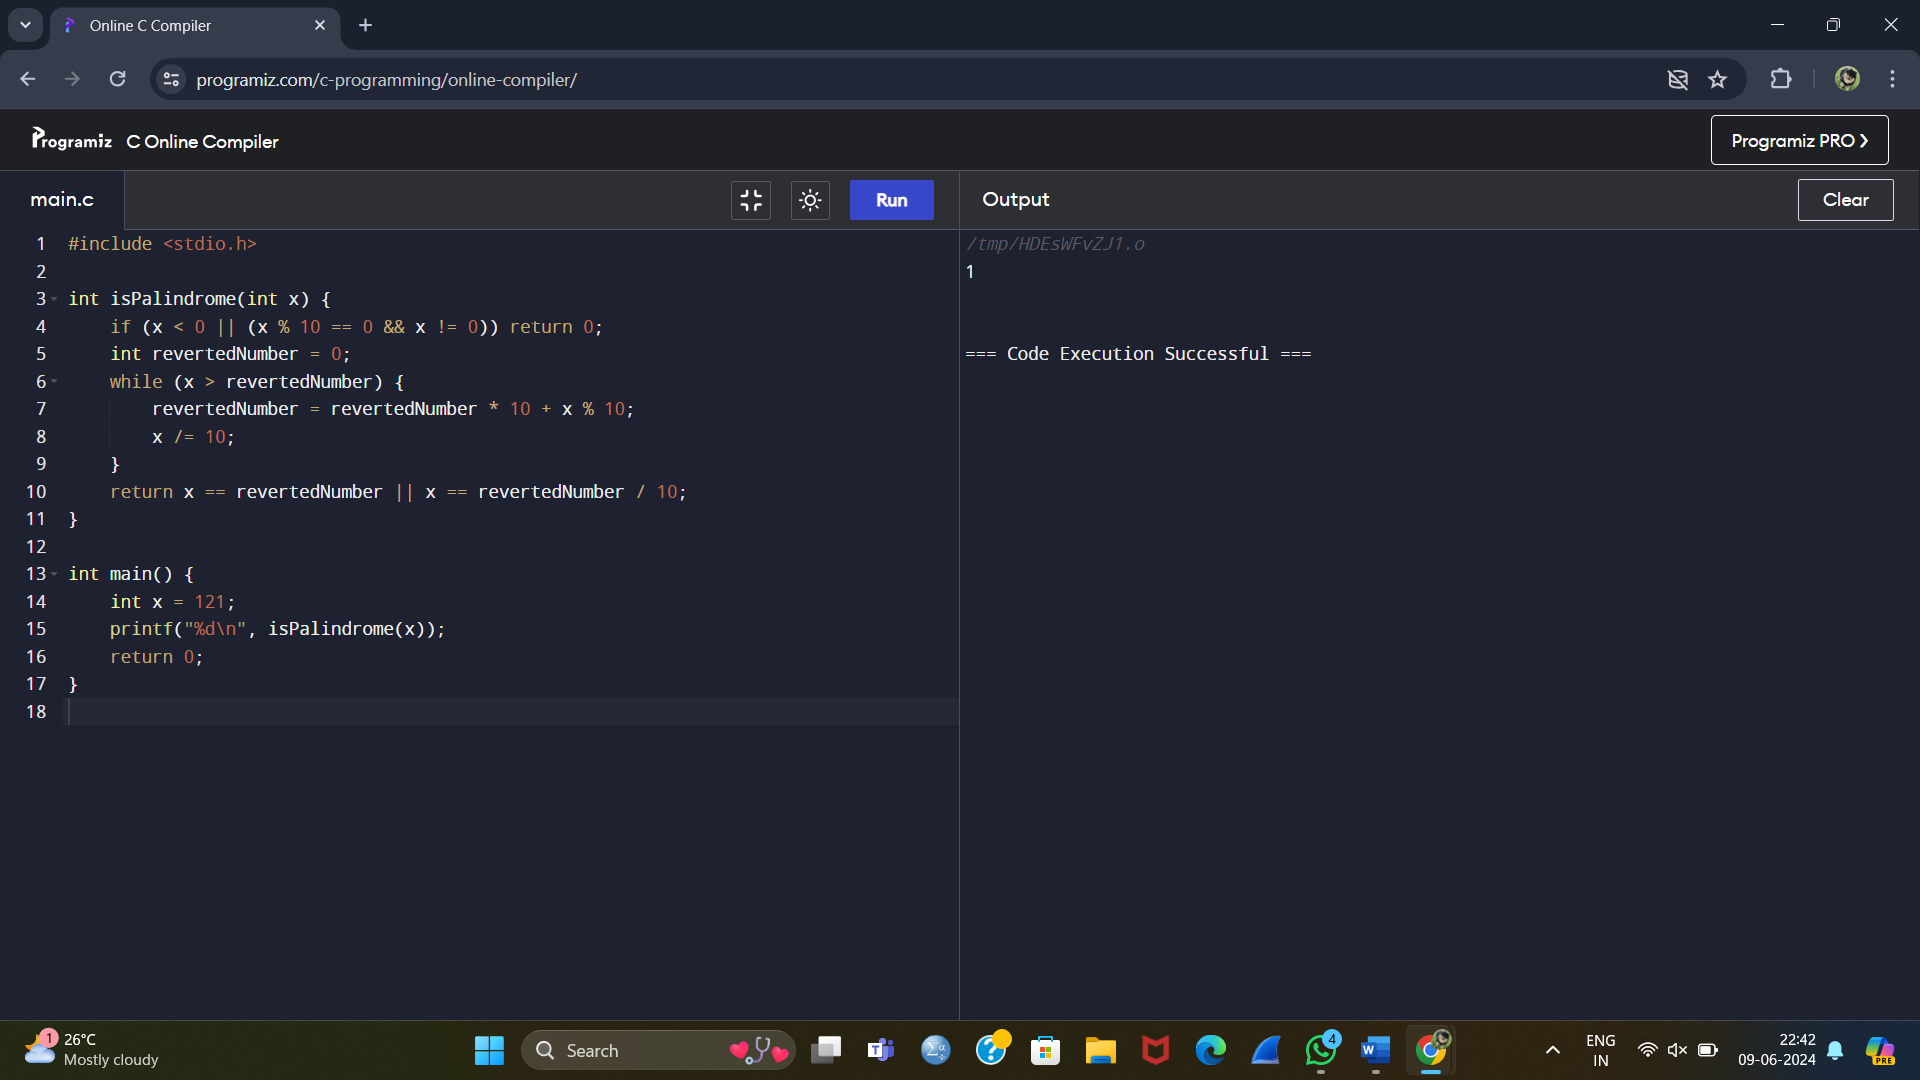 Online C Compiler
programiz.com/c-programming/online-compiler/
Programiz C Online Compiler
Programiz PRO
main.c
Run
Output
Clear
1 #include <stdio.h>
2
3 int isPalindrome(int x) {
4     if (x < 0 || (x % 10 == 0 && x != 0)) return 0;
5     int revertedNumber = 0;
6     while (x > revertedNumber) {
7         revertedNumber = revertedNumber * 10 + x % 10;
8         x /= 10;
9     }
10     return x == revertedNumber || x == revertedNumber / 10;
11 }
12
13 int main() {
14     int x = 121;
15     printf("%d\n", isPalindrome(x));
16     return 0;
17 }
18
/tmp/HDEsWFvZJ1.o
1
=== Code Execution Successful ===
1
26°C
Mostly cloudy
Search
4
ENG
IN
22:42
09-06-2024
PRE